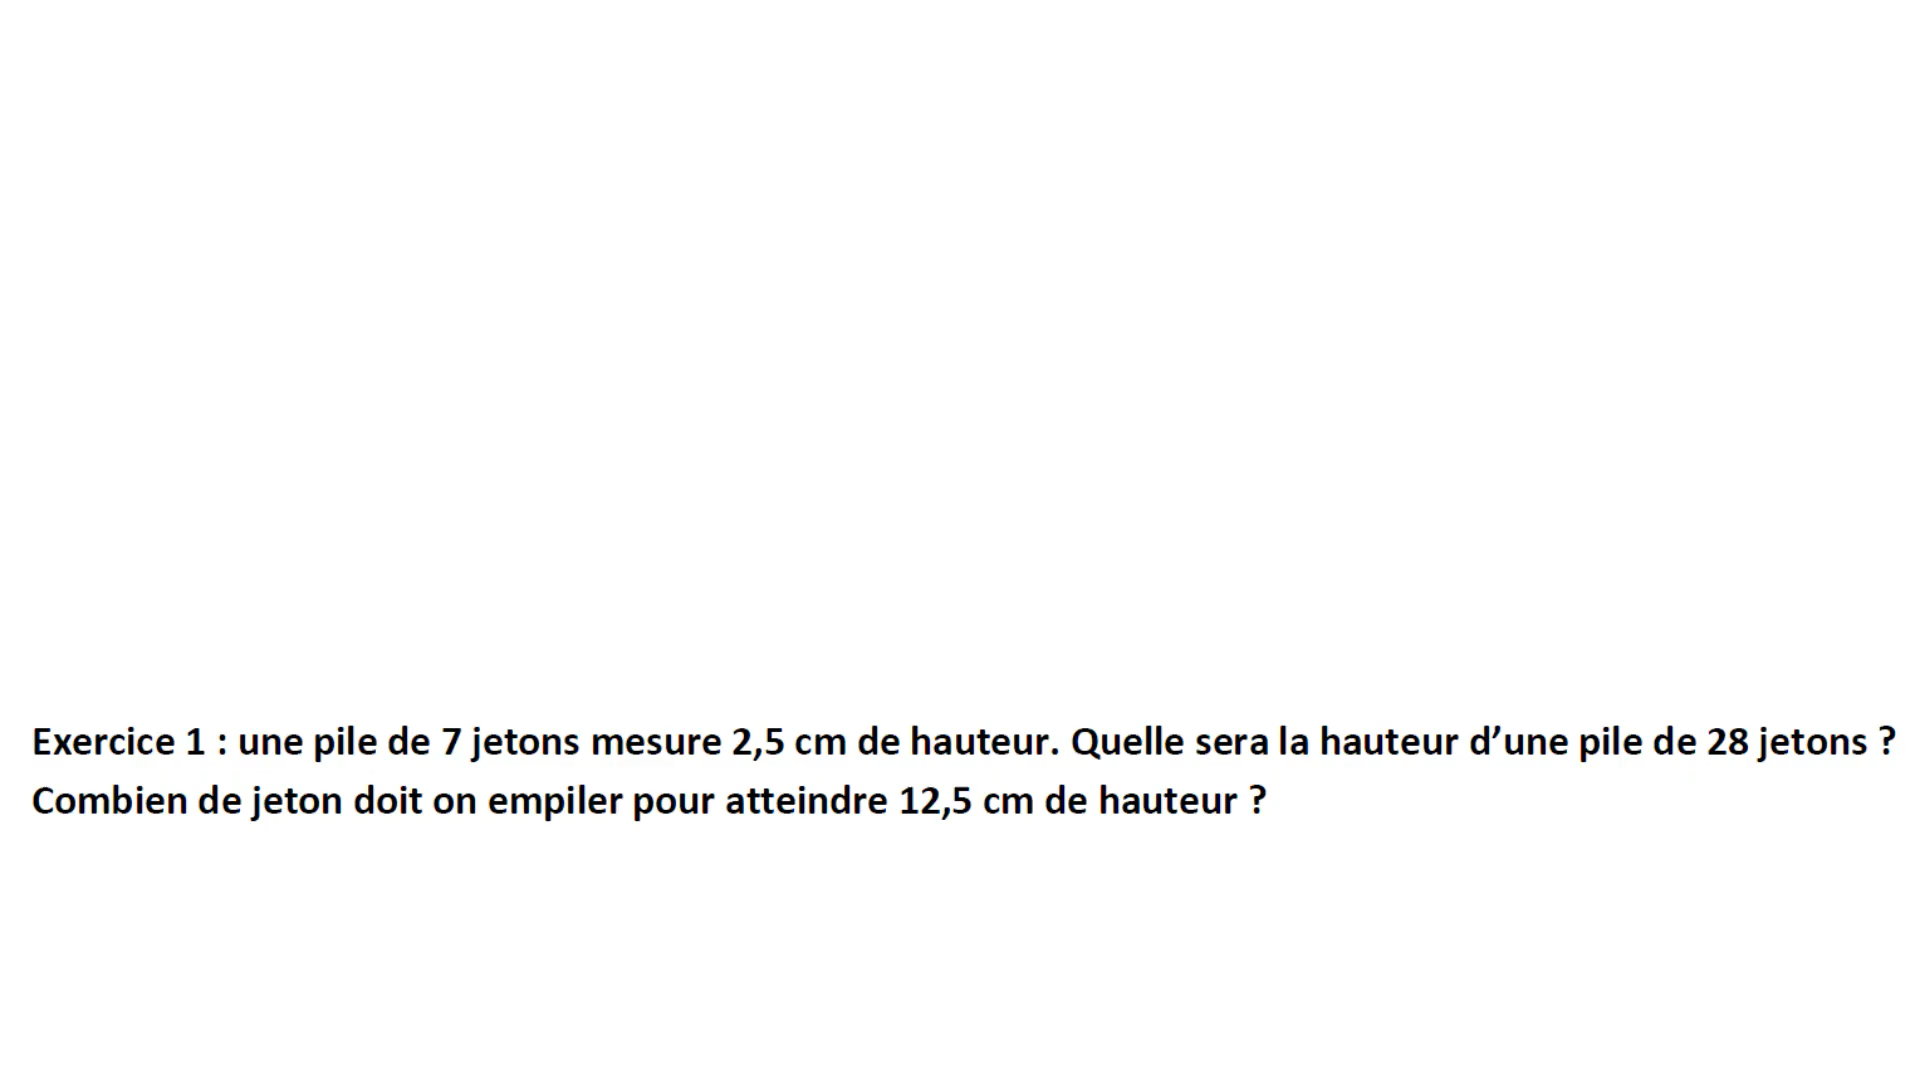 Exercice 1 : une pile de 7 jetons mesure 2,5 cm de hauteur. Quelle sera la hauteur d’une pile de 28 jetons ?
Combien de jeton doit on empiler pour atteindre 12,5 cm de hauteur ?